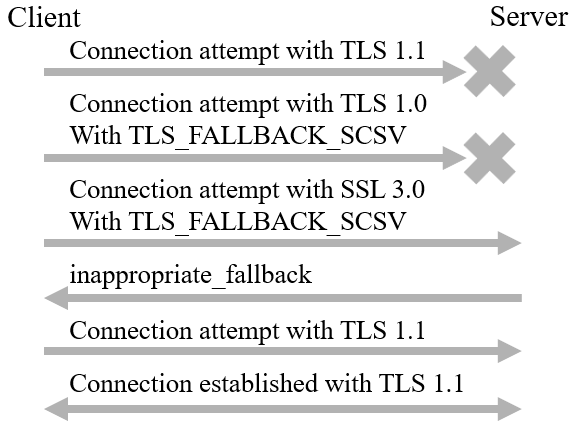 Client
Server
Connection attempt with TLS 1.1
Connection attempt with TLS 1.0
With TLS_FALLBACK_SCSV
Connection attempt with SSL 3.0
With TLS_FALLBACK_SCSV
inappropriate_fallback
Connection attempt with TLS 1.1
Connection established with TLS 1.1